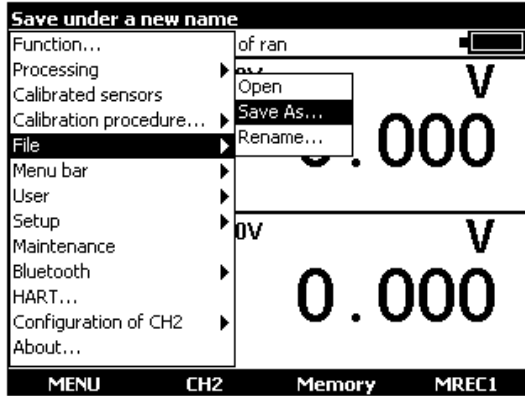 Save under a new name
Function...
of ran
Processing
Calibrated sensors
Calibration procedure...
File
Menu bar
User
Setup
Maintenance
Bluetooth
HART...
Configuration of CH2
About...
Open
Save As...
Rename...
V
.000
0V
V
0.000
MENU CH2 Memory MREC1